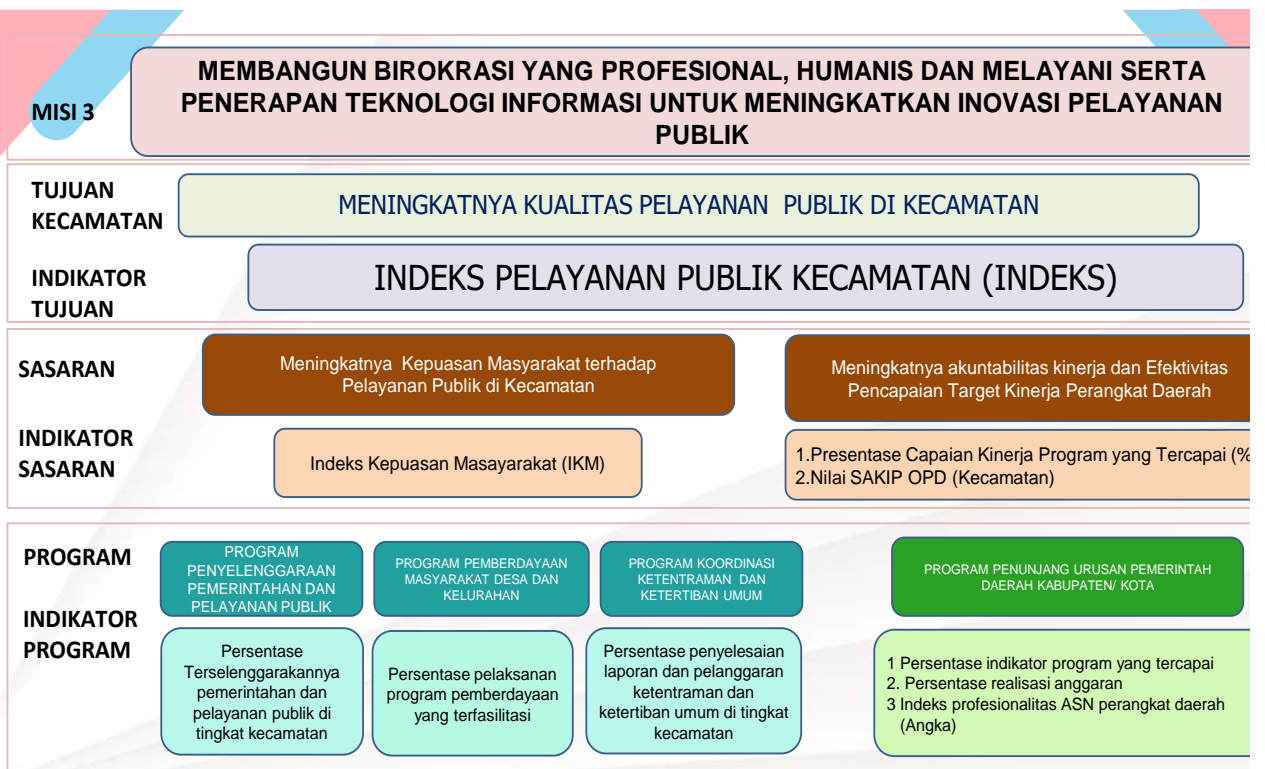 MISI 3
MEMBANGUN BIROKRASI YANG PROFESIONAL, HUMANIS DAN MELAYANI SERTA
PENERAPAN TEKNOLOGI INFORMASI UNTUK MENINGKATKAN INOVASI PELAYANAN
PUBLIK
TUJUAN
KECAMATAN
MENINGKATNYA KUALITAS PELAYANAN PUBLIK DI KECAMATAN
INDIKATOR
TUJUAN
INDEKS PELAYANAN PUBLIK KECAMATAN (INDEKS)
SASARAN
Meningkatnya Kepuasan Masyarakat terhadap
Pelayanan Publik di Kecamatan
Meningkatnya akuntabilitas kinerja dan Efektivitas
Pencapaian Target Kinerja Perangkat Daerah
INDIKATOR
SASARAN
Indeks Kepuasan Masayarakat (IKM)
1.Presentase Capaian Kinerja Program yang Tercapai (%
2.Nilai SAKIP OPD (Kecamatan)
PROGRAM
PROGRAM
PENYELENGGARAAN
PEMERINTAHAN DAN
PELAYANAN PUBLIK
PROGRAM PEMBERDAYAAN
MASYARAKAT DESA DAN
KELURAHAN
PROGRAM KOORDINASI
KETENTRAMAN DAN
KETERTIBAN UMUM
PROGRAM PENUNJANG URUSAN PEMERINTAH
DAERAH KABUPATEN/ KOTA
INDIKATOR
PROGRAM
Persentase
Terselenggarakannya
pemerintahan dan
pelayanan publik di
tingkat kecamatan
Persentase pelaksanan
program pemberdayaan
yang terfasilitasi
Persentase penyelesaian
laporan dan pelanggaran
ketentraman dan
ketertiban umum di tingkat
kecamatan
1 Persentase indikator program yang tercapai
2. Persentase realisasi anggaran
3 Indeks profesionalitas ASN perangkat daerah
(Angka)